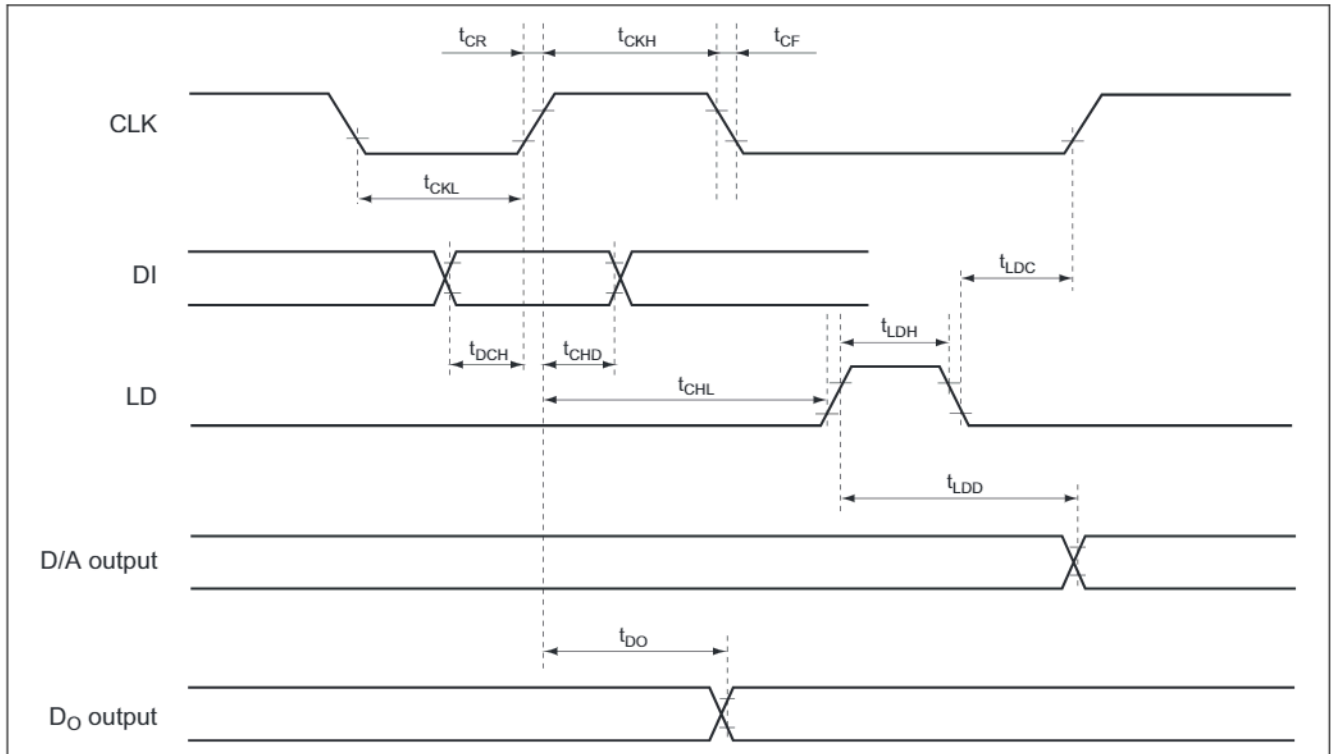 tCR
tCKH
tCF
CLK
tCKL
DI
tLDC
tLDH
tDCH
tCHD
tCHL
LD
tLDD
D/A output
tDO
DO output